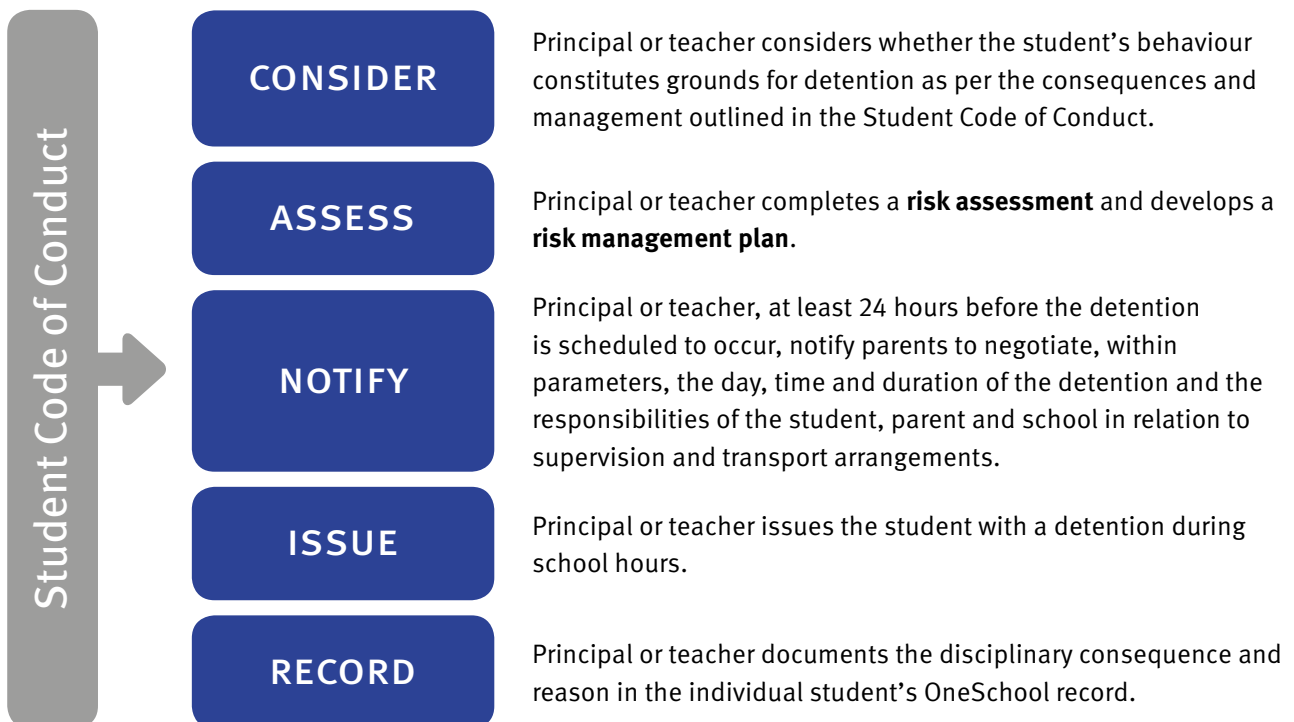 Student Code of Conduct
CONSIDER
Principal or teacher considers whether the student’s behaviour
constitutes grounds for detention as per the consequences and
management outlined in the Student Code of Conduct.
ASSESS
Principal or teacher completes a risk assessment and develops a
risk management plan.
NOTIFY
Principal or teacher, at least 24 hours before the detention
is scheduled to occur, notify parents to negotiate, within
parameters, the day, time and duration of the detention and the
responsibilities of the student, parent and school in relation to
supervision and transport arrangements.
ISSUE
Principal or teacher issues the student with a detention during
school hours.
RECORD
Principal or teacher documents the disciplinary consequence and
reason in the individual student’s OneSchool record.